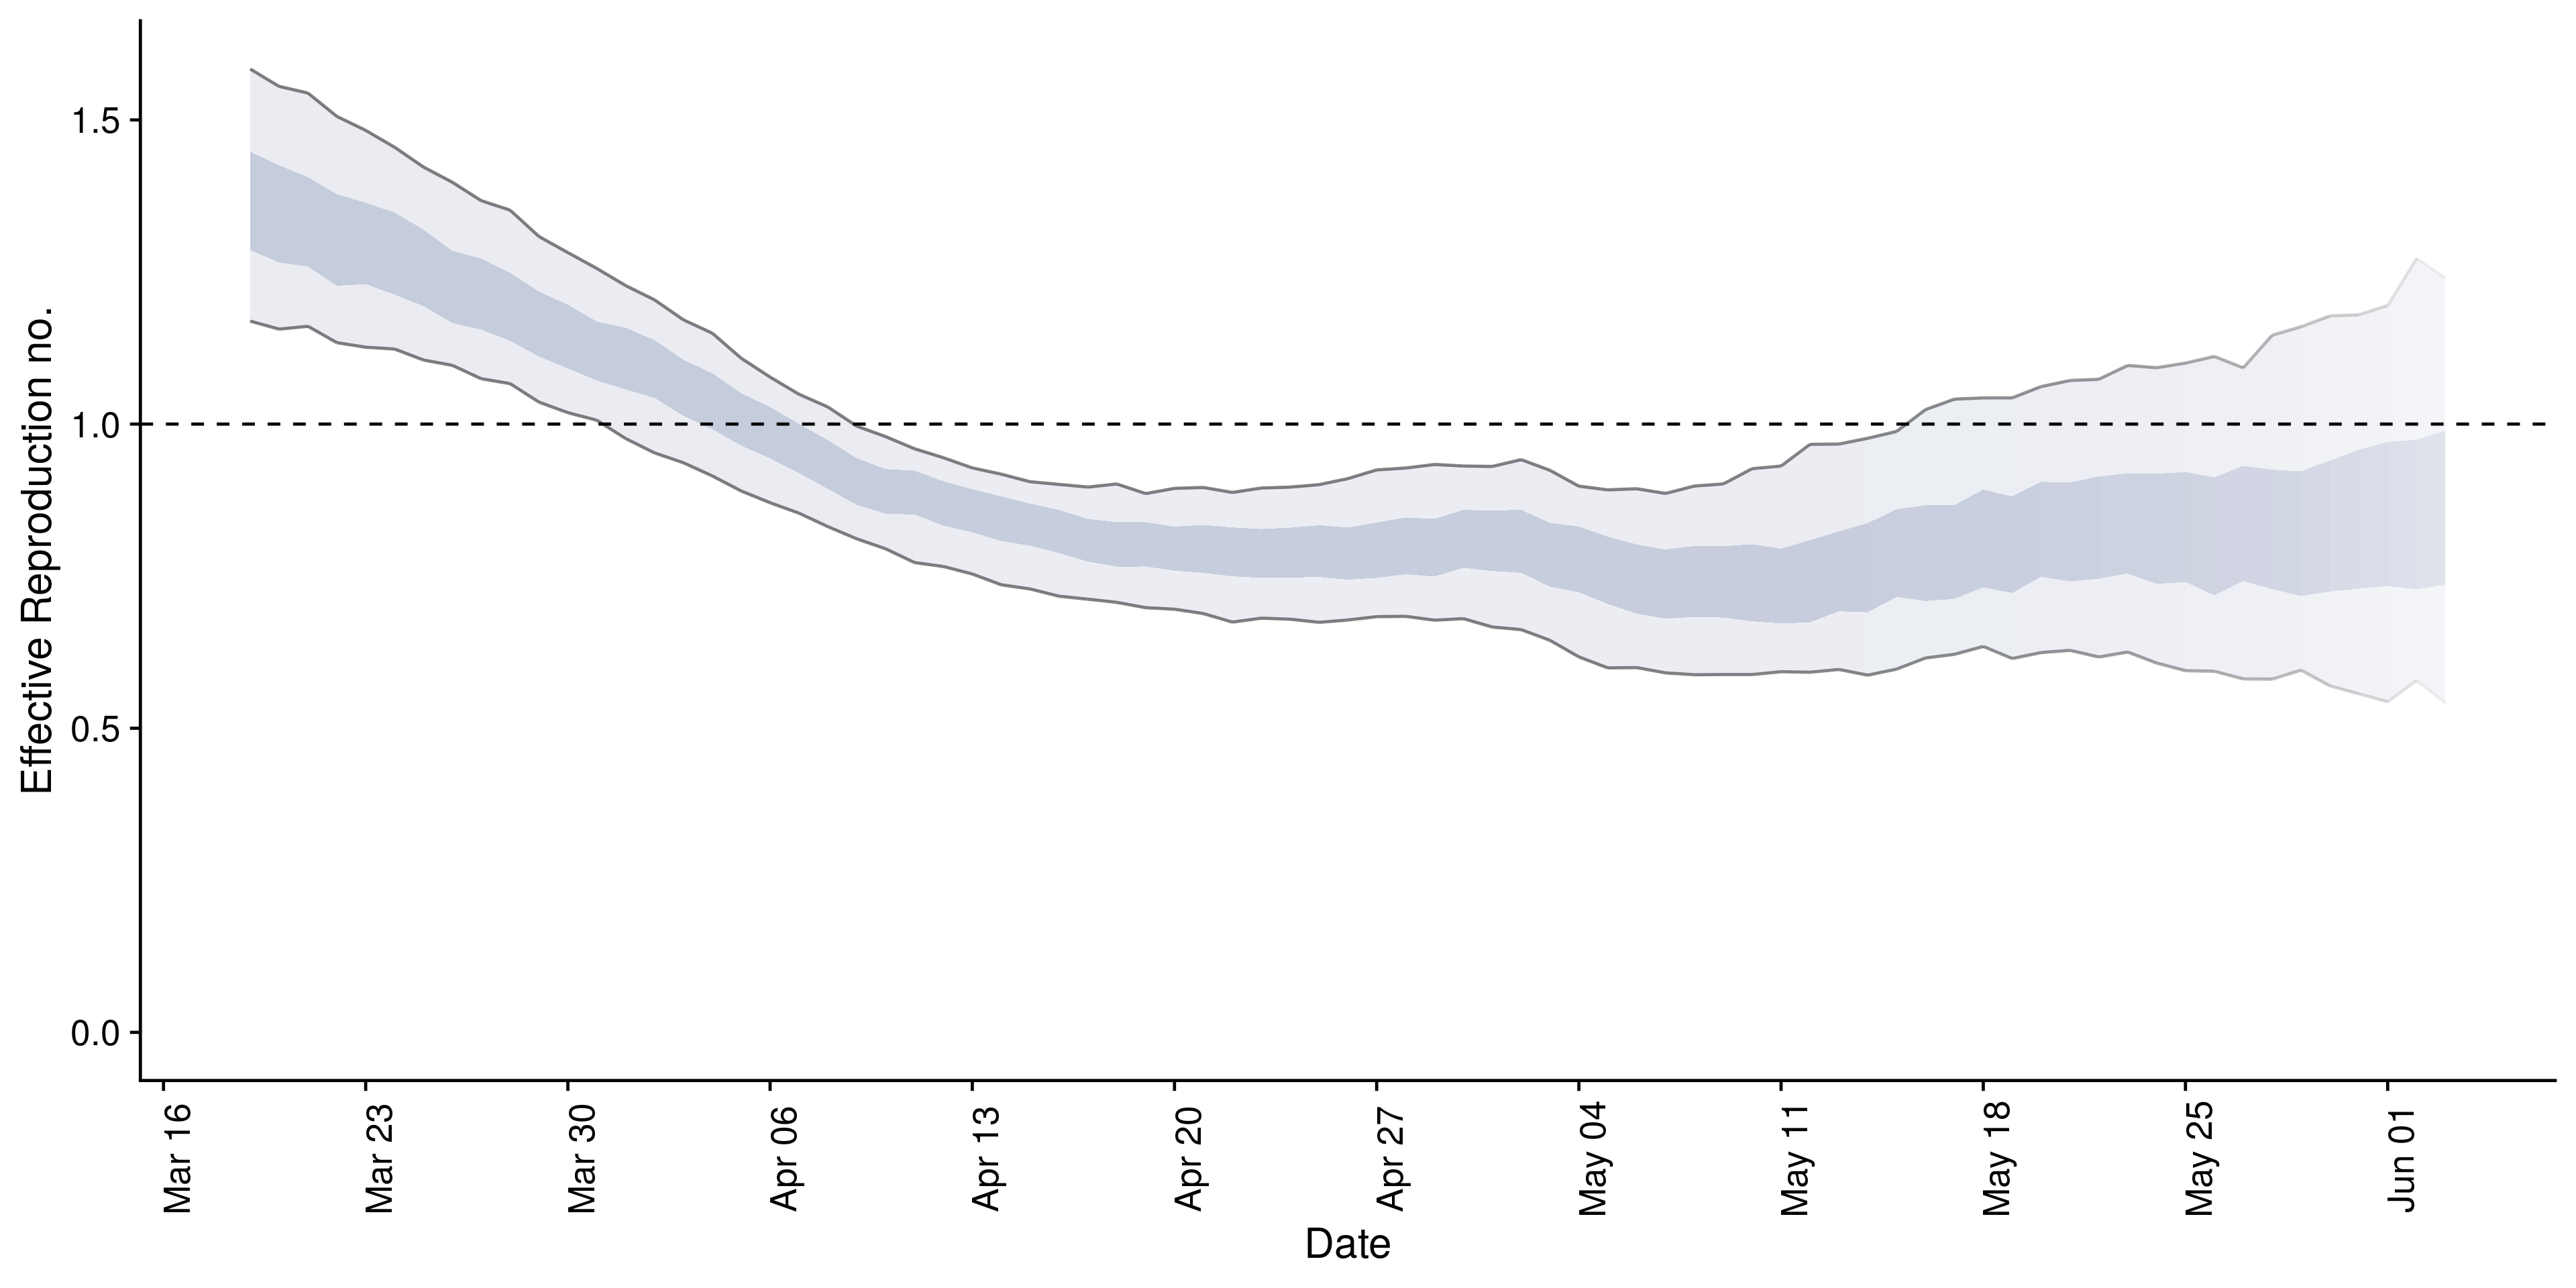 Effective Reproduction no.
1.5
1.0
0.5
0.0
Mar 16
Mar 23
Mar 30
Apr 06
Apr 13
Apr 20
Apr 27
May 04
May 11
May 18
May 25
Jun 01
Date